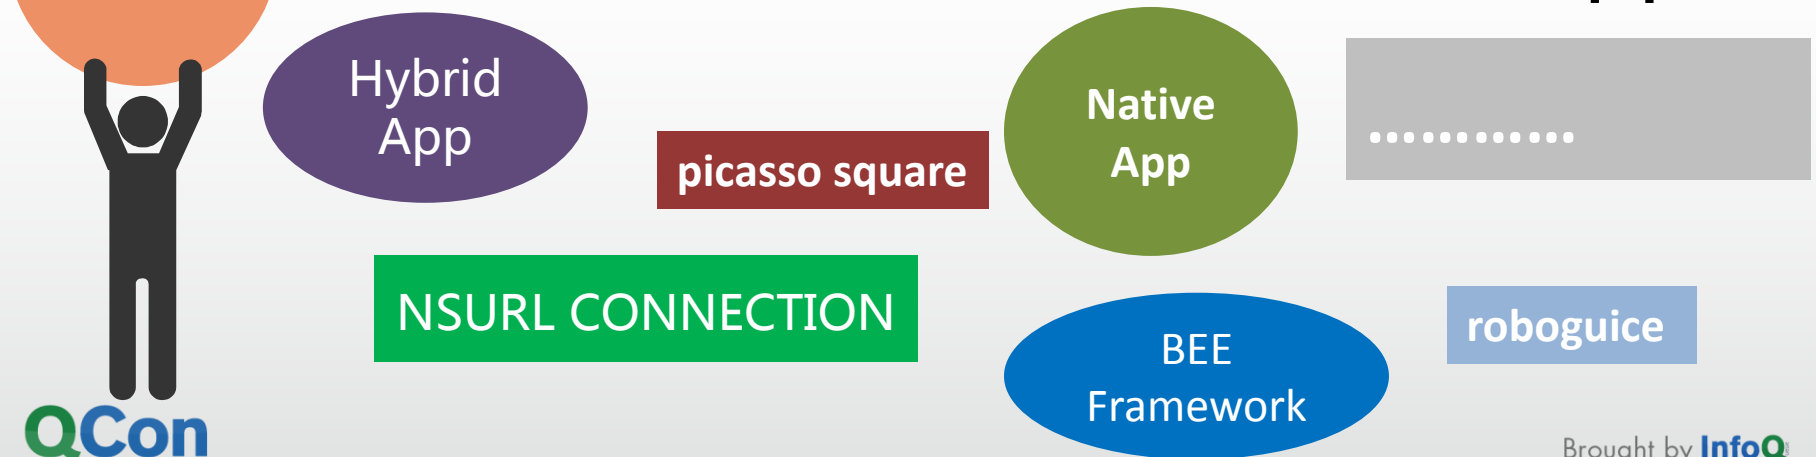 Hybrid
App
Native
App
............
picasso square
NSURL CONNECTION
roboguice
BEE
Framework
QCon
Brought by InfoQ